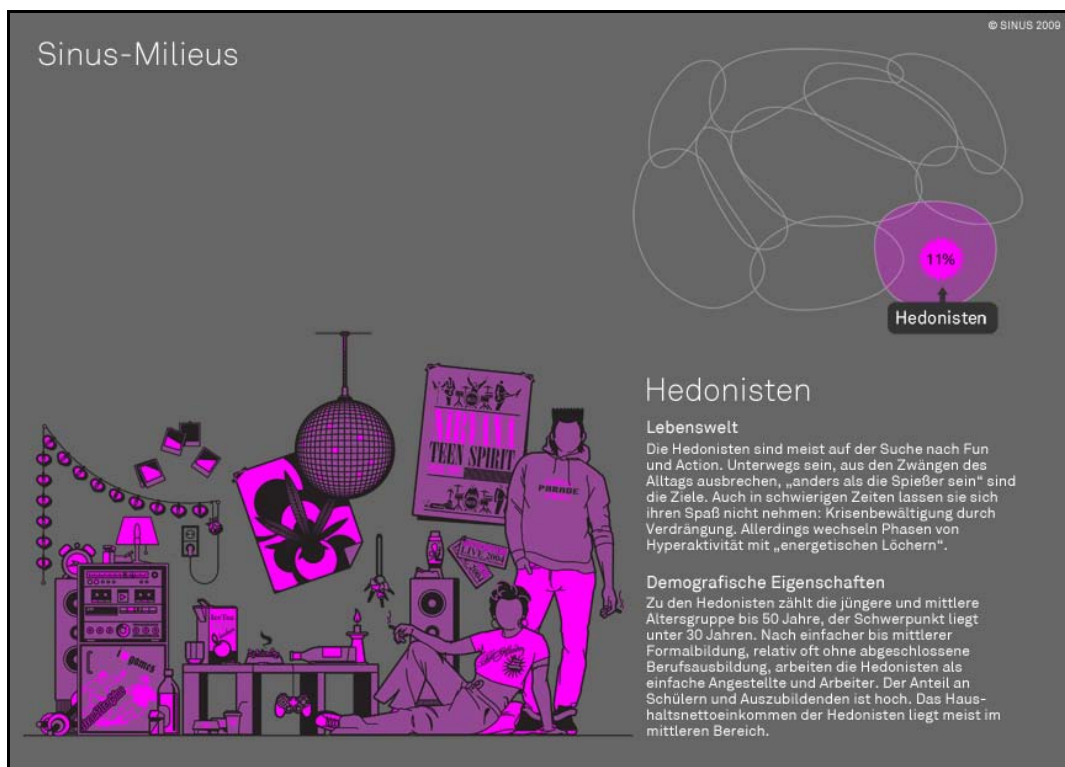 © SINUS 2009
Sinus-Milieus
11%
Hedonisten
Hedonisten
Lebenswelt
Die Hedonisten sind meist auf der Suche nach Fun
und Action. Unterwegs sein, aus den Zwängen des
Alltags ausbrechen, „anders als die Spießer sein“ sind
die Ziele. Auch in schwierigen Zeiten lassen sie sich
ihren Spaß nicht nehmen: Krisenbewältigung durch
Verdrängung. Allerdings wechseln Phasen von
Hyperaktivität mit „energetischen Löchern“.
Demografische Eigenschaften
Zu den Hedonisten zählt die jüngere und mittlere
Altersgruppe bis 50 Jahre, der Schwerpunkt liegt
unter 30 Jahren. Nach einfacher bis mittlerer
Formalbildung, relativ oft ohne abgeschlossene
Berufsausbildung, arbeiten die Hedonisten als
einfache Angestellte und Arbeiter. Der Anteil an
Schülern und Auszubildenden ist hoch. Das Haus-
haltsnettoeinkommen der Hedonisten liegt meist im
mittleren Bereich.
NIRVANA
TEEN SPIRIT
PARADE
LIVE 2004
games